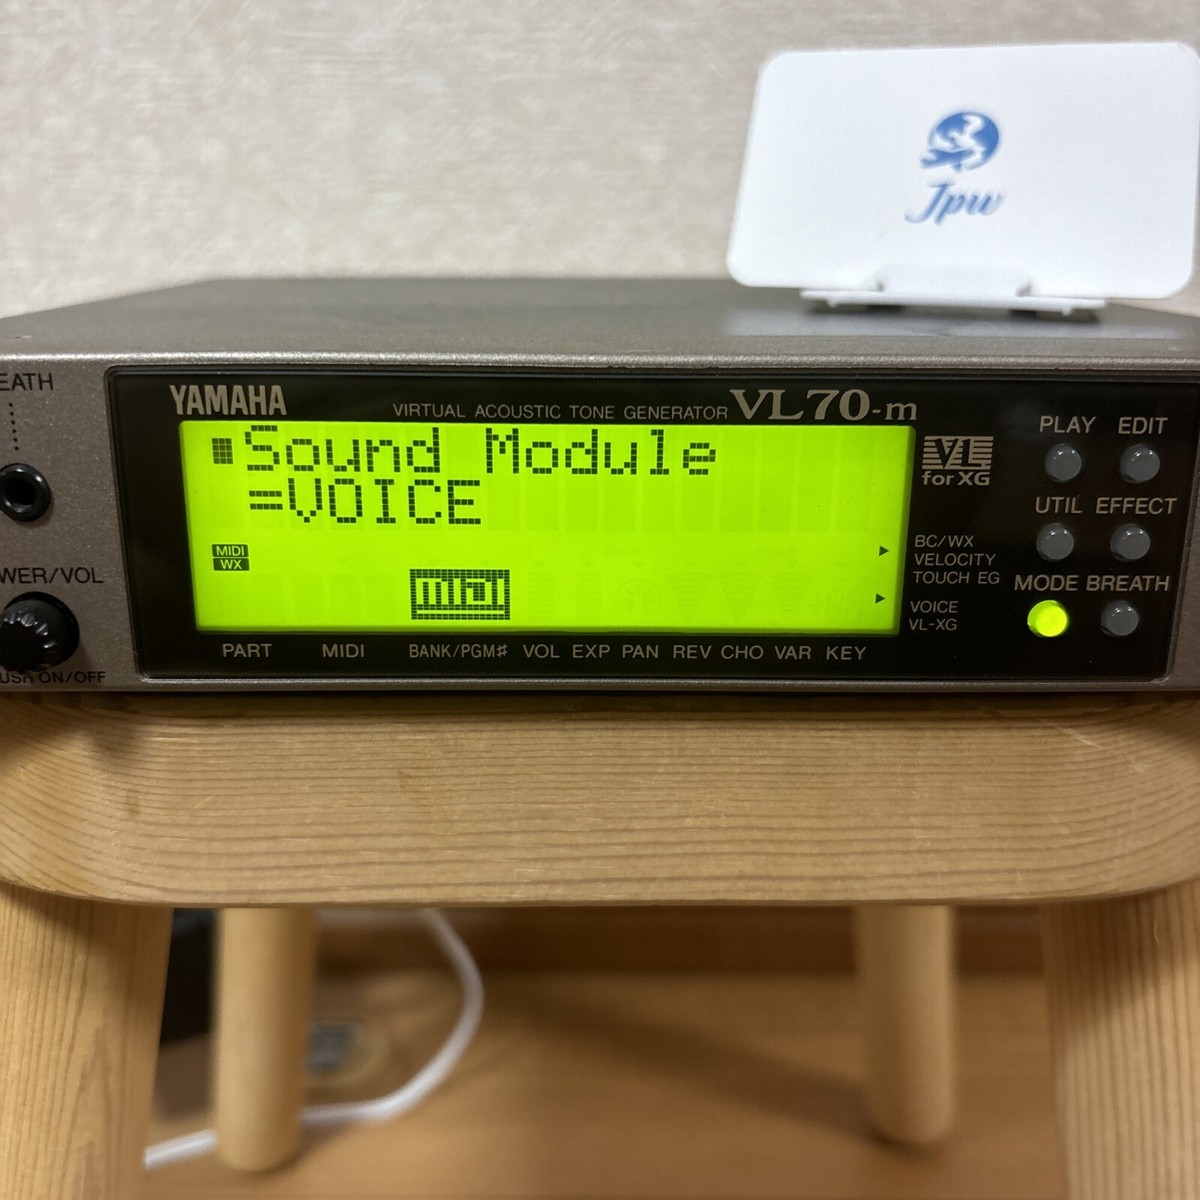 Jpw
EATH
YAMAHA
VIRTUAL ACOUSTIC TONE GENERATOR VL70-m
VL
for XG
PLAY EDIT
Sound Module
=VOICE
UTIL EFFECT
MIDI
WX
BC/WX
VELOCITY
TOUCH EG
MODE BREATH
WER/VOL
midi
VOICE
VL-XG
PART MIDI BANK/PGM# VOL EXP PAN REV CHO VAR KEY
USH ON/OFF